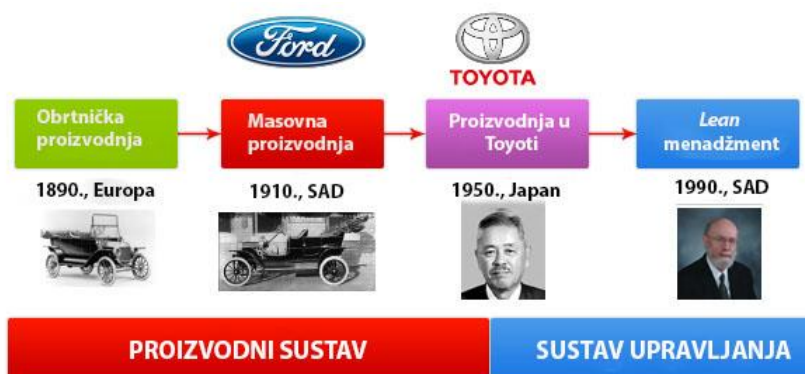 Ford
TOYOTA
Obrtnička
proizvodnja
Masovna
proizvodnja
Proizvodnja u
Toyoti
Lean
menadžment
1890., Europa
1910., SAD
1950., Japan
1990., SAD
PROIZVODNI SUSTAV
SUSTAV UPRAVLJANJA